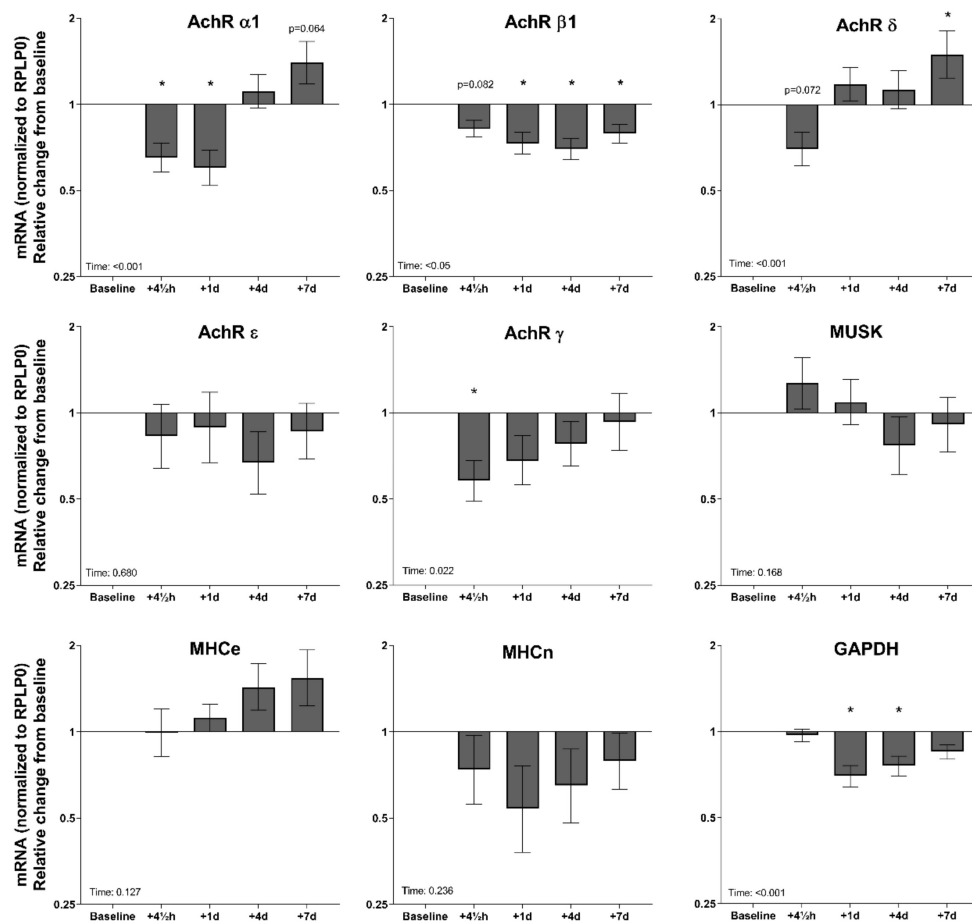 AchR α1
AchR β1
AchR δ
mRNA (normalized to RPLP0)
Relative change from baseline
2
1
0.5
0.25
* *
p=0.064
Time: <0.001
Baseline +4½h +1d +4d +7d
2
1
0.5
0.25
p=0.082
* * *
Time: <0.05
Baseline +4½h +1d +4d +7d
2
1
0.5
0.25
p=0.072
*
Time: <0.001
Baseline +4½h +1d +4d +7d
AchR ε
AchR γ
MUSK
mRNA (normalized to RPLP0)
Relative change from baseline
2
1
0.5
0.25
Time: 0.680
Baseline +4½h +1d +4d +7d
2
1
0.5
0.25
*
Time: 0.022
Baseline +4½h +1d +4d +7d
2
1
0.5
0.25
Time: 0.168
Baseline +4½h +1d +4d +7d
MHCe
MHCn
GAPDH
mRNA (normalized to RPLP0)
Relative change from baseline
2
1
0.5
0.25
Time: 0.127
Baseline +4½h +1d +4d +7d
2
1
0.5
0.25
Time: 0.236
Baseline +4½h +1d +4d +7d
2
1
0.5
0.25
* *
Time: <0.001
Baseline +4½h +1d +4d +7d